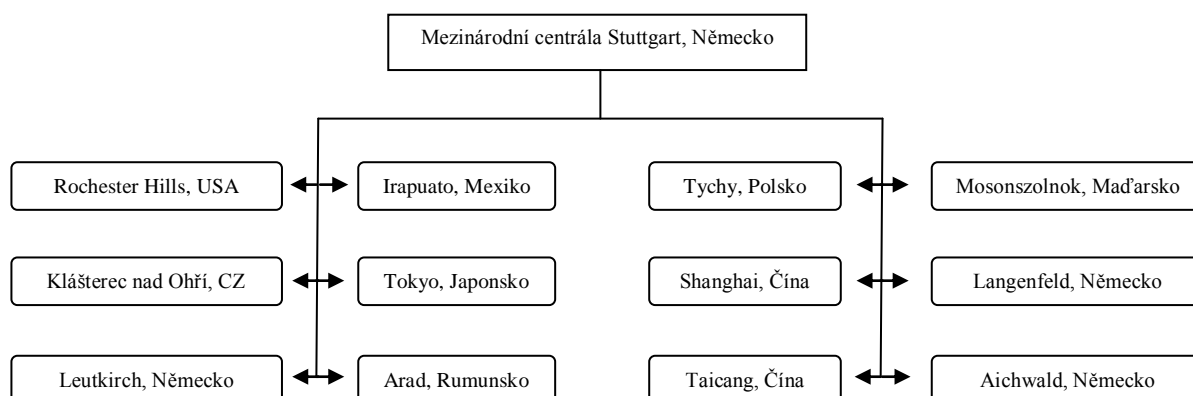 Mezinárodní centrála Stuttgart, Německo
Rochester Hills, USA
Irapuato, Mexiko
Tychy, Polsko
Mosonszolnok, Maďarsko
Klášterec nad Ohří, CZ
Tokyo, Japonsko
Shanghai, Čína
Langenfeld, Německo
Leutkirch, Německo
Arad, Rumunsko
Taicang, Čína
Aichwald, Německo